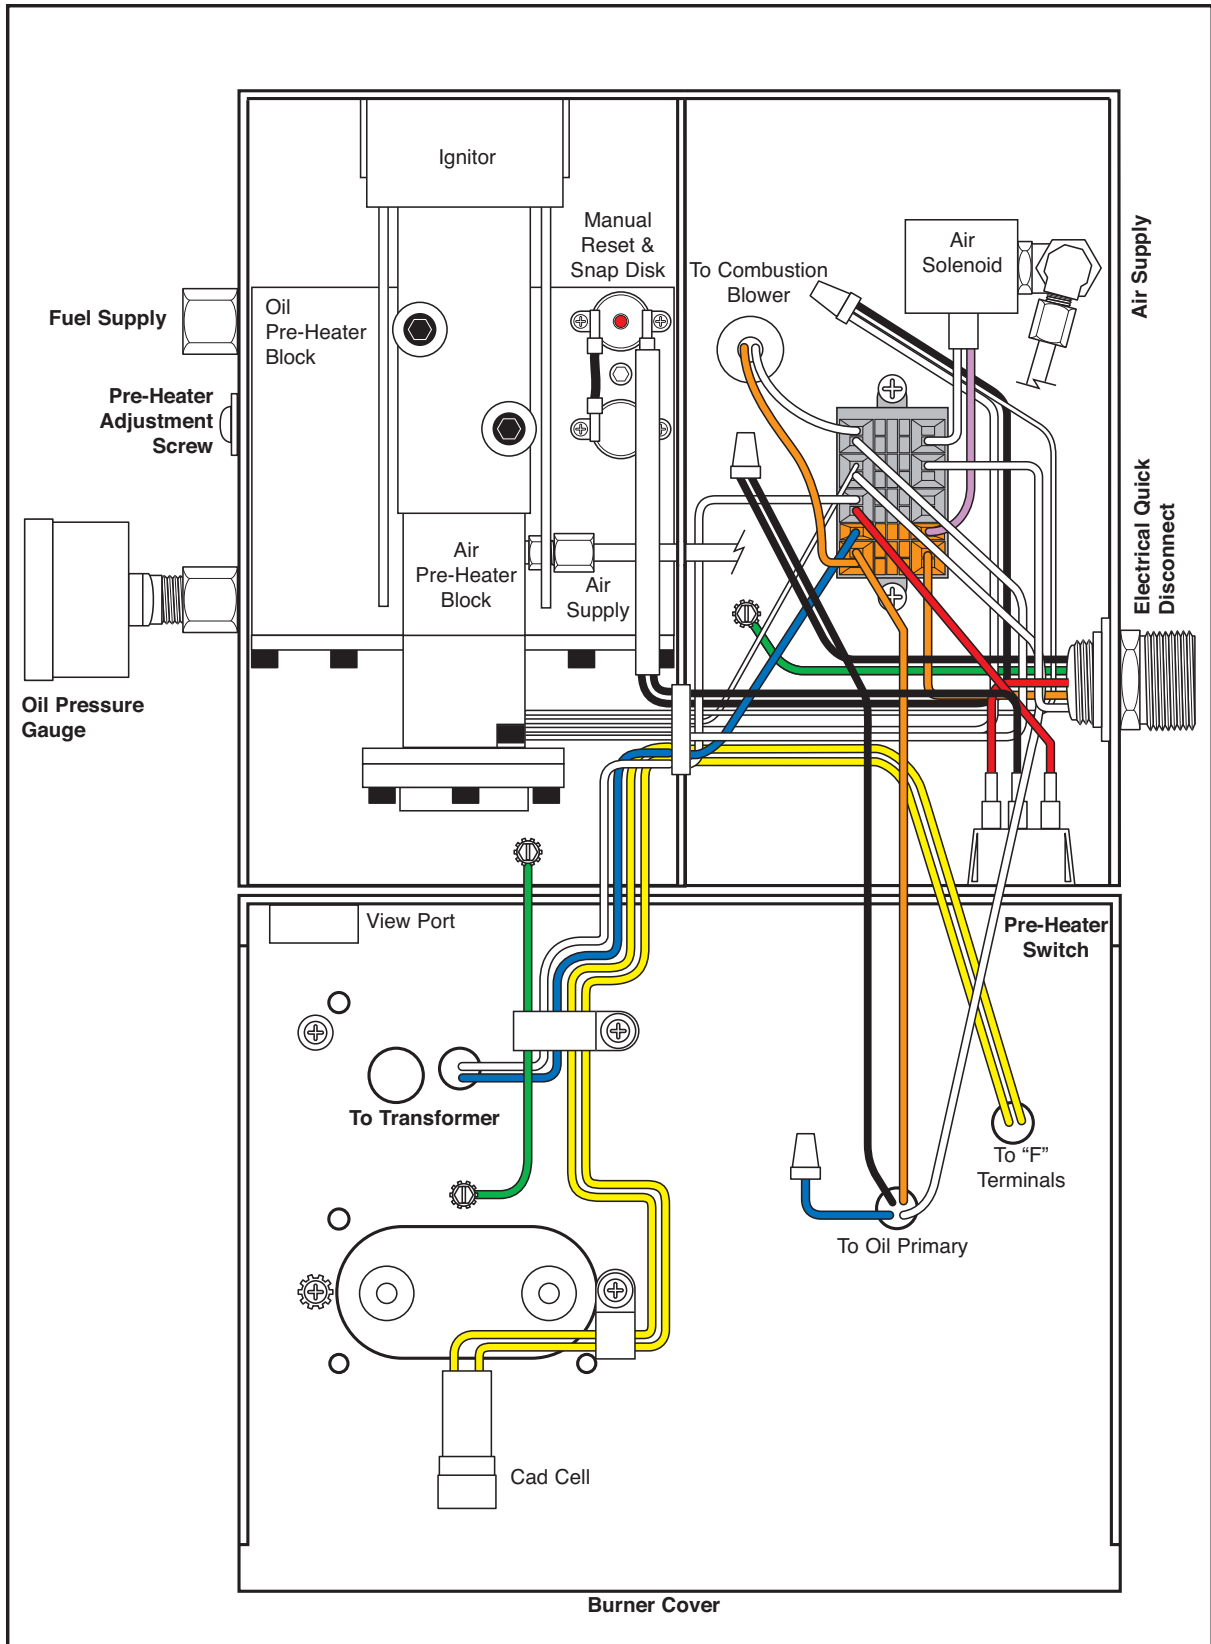 Ignitor
Manual
Reset &
Snap Disk
To Combustion
Blower
Air
Solenoid
Air Supply
Fuel Supply
Oil
Pre-Heater
Block
Pre-Heater
Adjustment
Screw
Air
Pre-Heater
Block
Air
Supply
Electrical Quick
Disconnect
Oil Pressure
Gauge
View Port
Pre-Heater
Switch
To Transformer
To “F”
Terminals
To Oil Primary
Cad Cell
Burner Cover